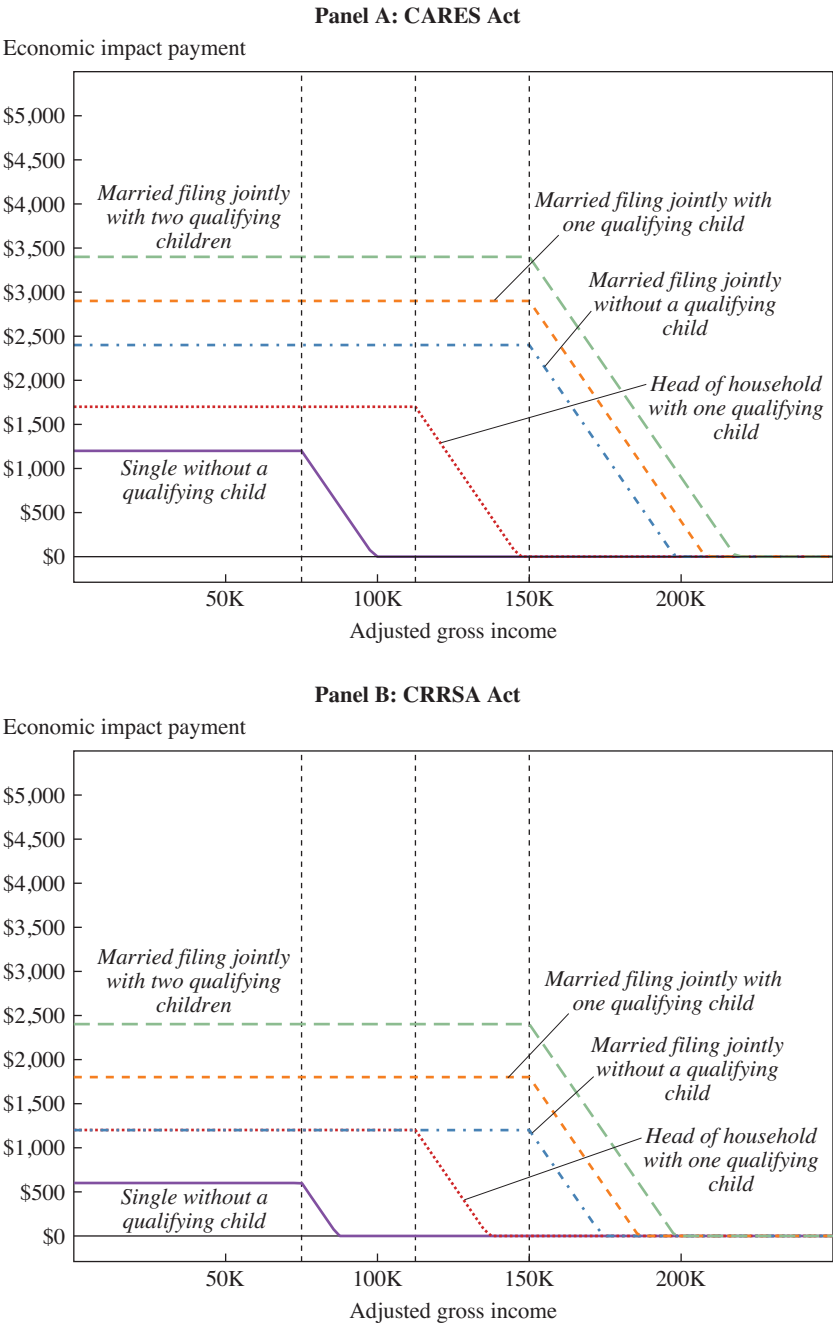 Panel A: CARES Act
Economic impact payment
$5,000
$4,500
$4,000
$3,500
$3,000
$2,500
$2,000
$1,500
$1,000
$500
$0
Married filing jointly
with two qualifying
children
Married filing jointly with
one qualifying child
Married filing jointly
without a qualifying
child
Head of household
with one qualifying
child
Single without a
qualifying child
50K
100K
150K
200K
Adjusted gross income
Panel B: CRRSA Act
Economic impact payment
$5,000
$4,500
$4,000
$3,500
$3,000
$2,500
$2,000
$1,500
$1,000
$500
$0
Married filing jointly
with two qualifying
children
Married filing jointly with
one qualifying child
Married filing jointly
without a qualifying
child
Head of household
with one qualifying
child
Single without a
qualifying child
50K
100K
150K
200K
Adjusted gross income